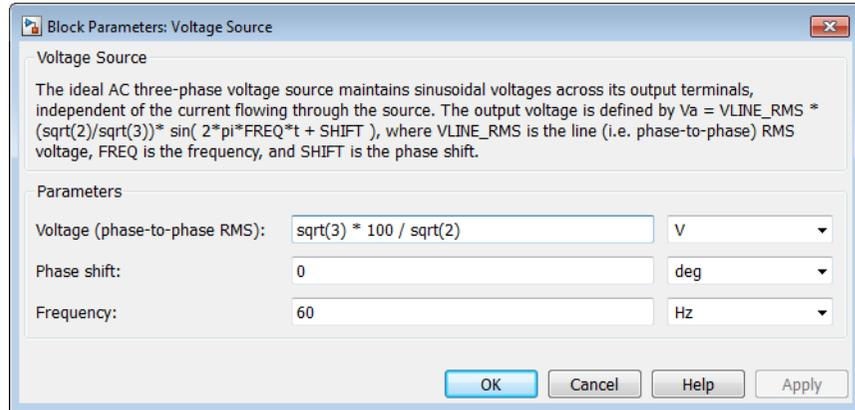 Block Parameters: Voltage Source
Voltage Source
The ideal AC three-phase voltage source maintains sinusoidal voltages across its output terminals,
independent of the current flowing through the source. The output voltage is defined by Va = VLINE_RMS *
(sqrt(2)/sqrt(3))* sin( 2*pi*FREQ*t + SHIFT ), where VLINE_RMS is the line (i.e. phase-to-phase) RMS
voltage, FREQ is the frequency, and SHIFT is the phase shift.
Parameters
Voltage (phase-to-phase RMS): sqrt(3) * 100 / sqrt(2) V
Phase shift: 0 deg
Frequency: 60 Hz
OK Cancel Help Apply